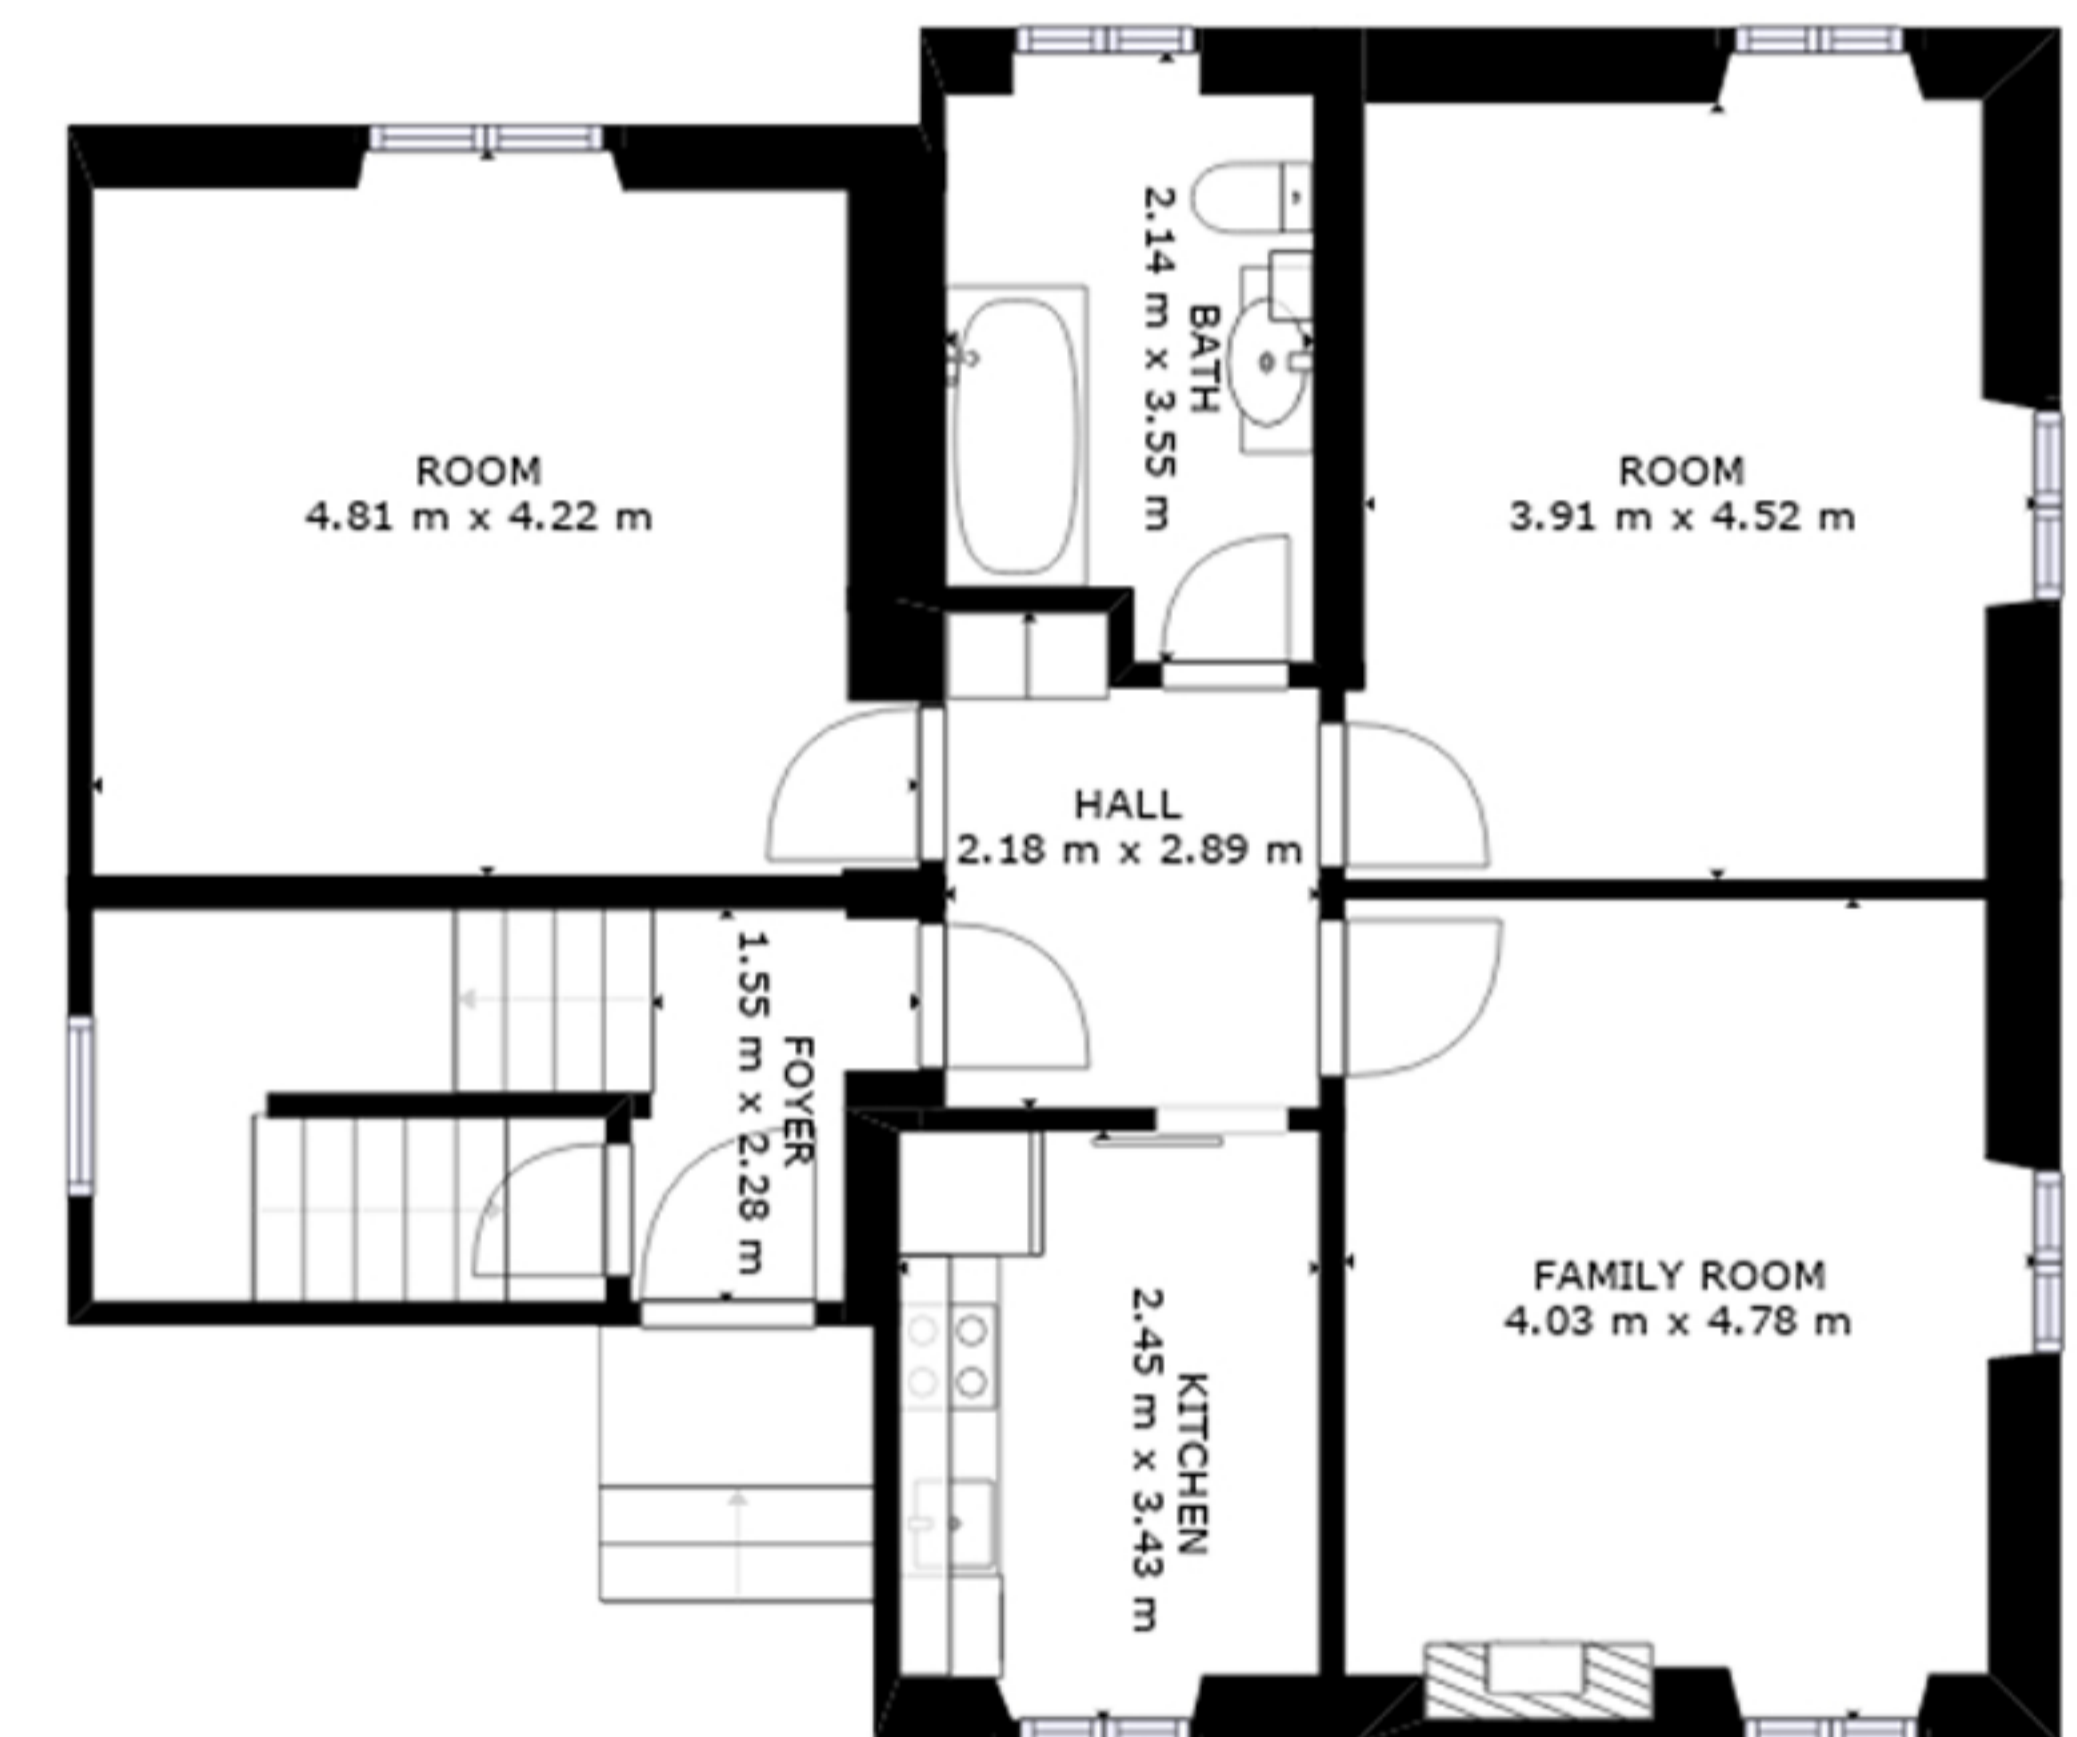 ROOM
4.81 m x 4.22 m
BATH
2.14 m x 3.55 m
ROOM
3.91 m x 4.52 m
HALL
2.18 m x 2.89 m
FOYER
1.55 m x 2.28 m
KITCHEN
2.45 m x 3.43 m
FAMILY ROOM
4.03 m x 4.78 m